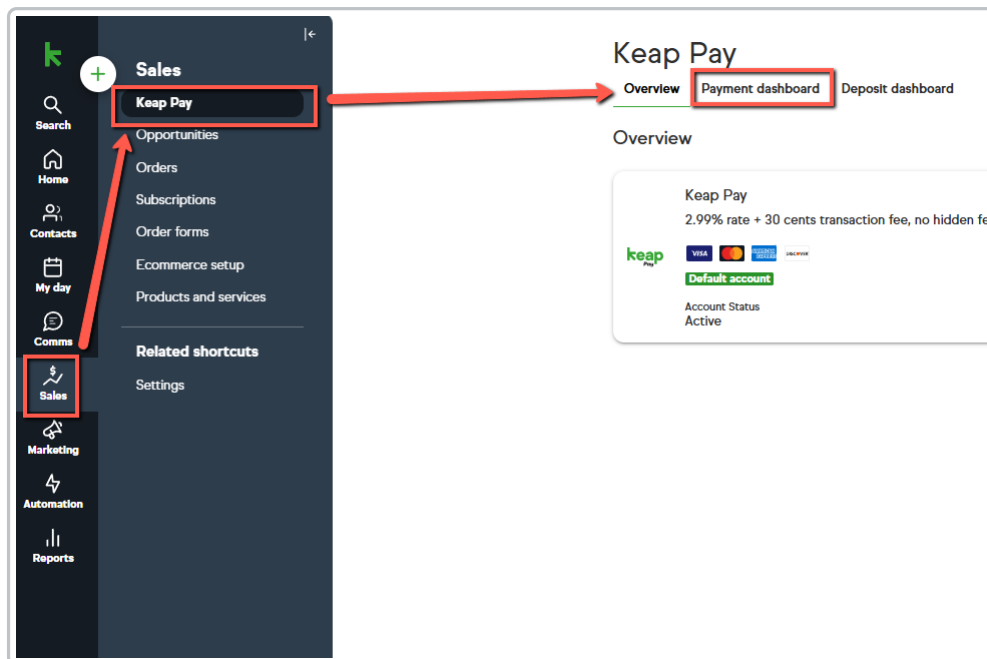 Search
Home
Contacts
My day
Comms
Sales
Marketing
Automation
Reports
Sales
Keap Pay
Opportunities
Orders
Subscriptions
Order forms
Ecommerce setup
Products and services
Related shortcuts
Settings
Keap Pay
Overview Payment dashboard Deposit dashboard
Overview
Keap Pay
2.99% rate + 30 cents transaction fee, no hidden fe
keap
Pay
VISA
DISCOVER
Default account
Account Status
Active